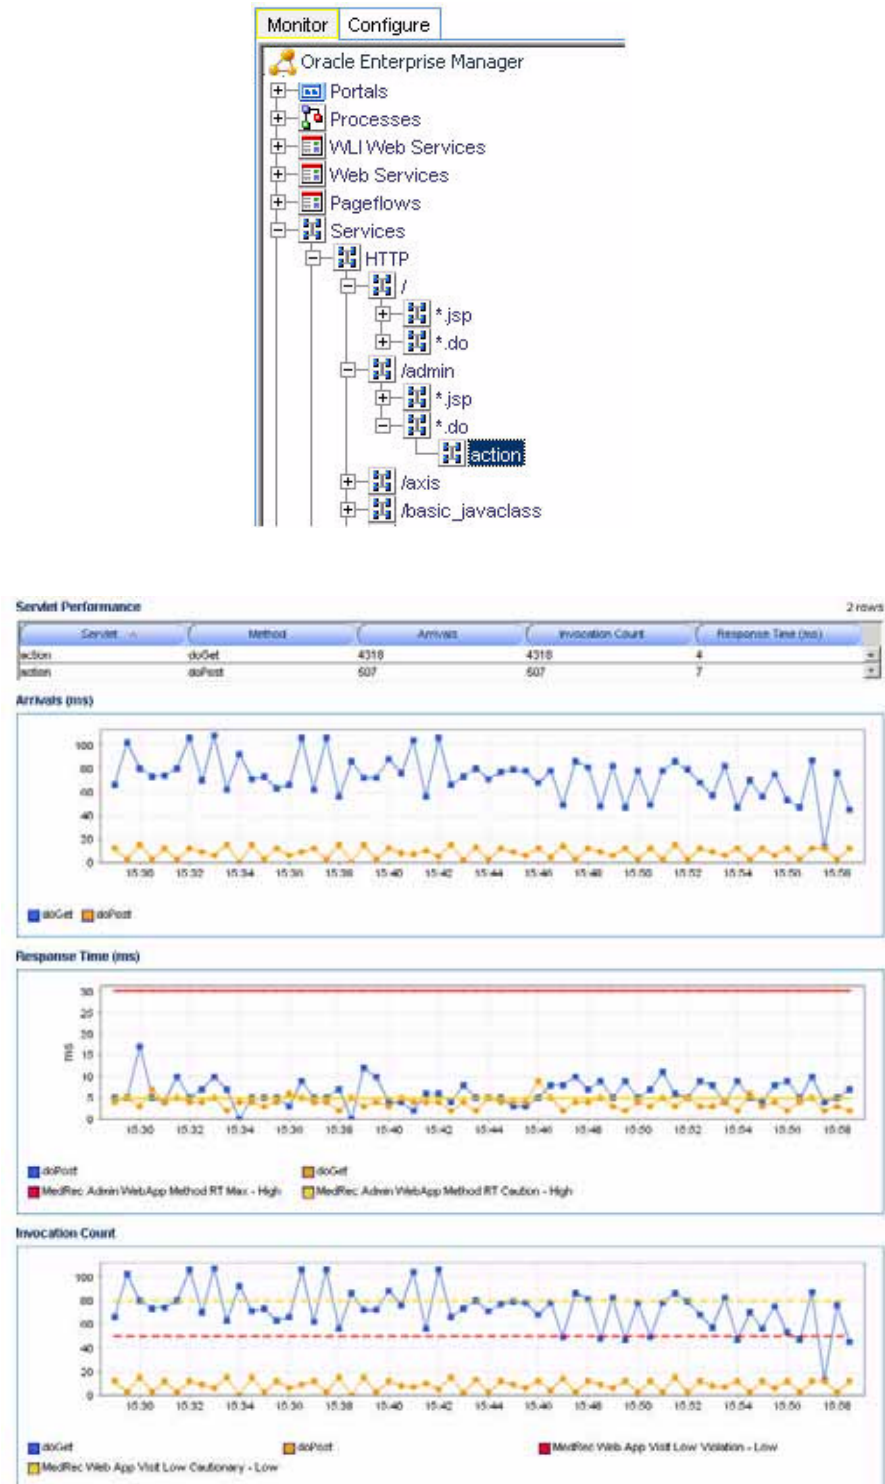 Monitor Configure
Oracle Enterprise Manager
Portals
Processes
WLI Web Services
Web Services
Pageflows
Services
HTTP
/
*.jsp
*.do
/admin
*.jsp
*.do
action
/axis
/basic_javaclass
Servlet Performance 2 rows
Servlet Method Arrivals Invocation Count Response Time (ms)
action doGet 4318 4318 4
action doPost 507 507 7
Arrivals (ms)
100
80
60
40
20
0
15:30 15:32 15:34 15:36 15:38 15:40 15:42 15:44 15:46 15:48 15:50 15:52 15:54 15:56 15:58
doGet doPost
Response Time (ms)
30
25
20
15
10
5
0
ms
15:30 15:32 15:34 15:36 15:38 15:40 15:42 15:44 15:46 15:48 15:50 15:52 15:54 15:56 15:58
doPost doGet
MedRec Admin WebApp Method RT Max - High MedRec Admin WebApp Method RT Caution - High
Invocation Count
100
80
60
40
20
0
15:30 15:32 15:34 15:36 15:38 15:40 15:42 15:44 15:46 15:48 15:50 15:52 15:54 15:56 15:58
doGet doPost MedRec Web App Visit Low Violation - Low
MedRec Web App Visit Low Cautionary - Low